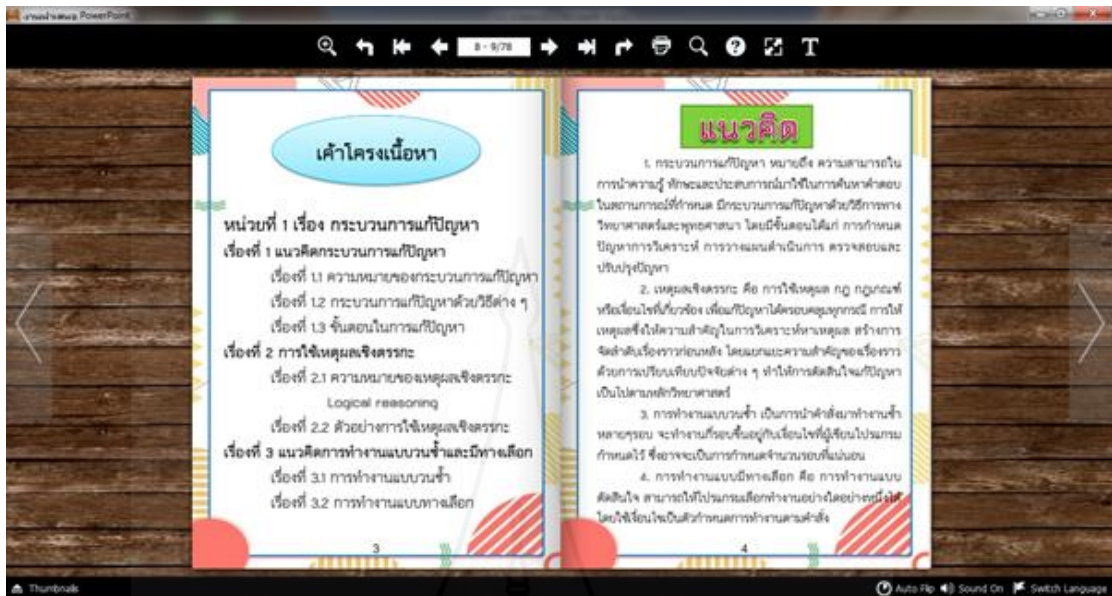 งานนำเสนอ PowerPoint
8 - 9/78
เค้าโครงเนื้อหา
หน่วยที่ 1 เรื่อง กระบวนการแก้ปัญหา
เรื่องที่ 1 แนวคิดกระบวนการแก้ปัญหา
เรื่องที่ 1.1 ความหมายของกระบวนการแก้ปัญหา
เรื่องที่ 1.2 กระบวนการแก้ปัญหาด้วยวิธีต่าง ๆ
เรื่องที่ 1.3 ขั้นตอนในการแก้ปัญหา
เรื่องที่ 2 การใช้เหตุผลเชิงตรรกะ
เรื่องที่ 2.1 ความหมายของเหตุผลเชิงตรรกะ
Logical reasoning
เรื่องที่ 2.2 ตัวอย่างการใช้เหตุผลเชิงตรรกะ
เรื่องที่ 3 แนวคิดการทำงานแบบวนซ้ำและมีทางเลือก
เรื่องที่ 3.1 การทำงานแบบวนซ้ำ
เรื่องที่ 3.2 การทำงานแบบทางเลือก
3
แนวคิด
1. กระบวนการแก้ปัญหา หมายถึง ความสามารถใน
การนำความรู้ ทักษะและประสบการณ์มาใช้ในการค้นหาคำตอบ
ในสถานการณ์ที่กำหนด มีกระบวนการแก้ปัญหาด้วยวิธีการทาง
วิทยาศาสตร์และพุทธศาสนา โดยมีขั้นตอนได้แก่ การกำหนด
ปัญหาการวิเคราะห์ การวางแผนดำเนินการ ตรวจสอบและ
ปรับปรุงปัญหา
2. เหตุผลเชิงตรรกะ คือ การใช้เหตุผล กฎ กฎเกณฑ์
หรือเงื่อนไขที่เกี่ยวข้อง เพื่อแก้ปัญหาได้ครอบคลุมทุกกรณี การให้
เหตุผลซึ่งให้ความสำคัญในการวิเคราะห์หาเหตุผล สร้างการ
จัดลำดับเรื่องราวก่อนหลัง โดยแยกแยะความสำคัญของเรื่องราว
ด้วยการเปรียบเทียบปัจจัยต่าง ๆ ทำให้การตัดสินใจแก้ปัญหา
เป็นไปตามหลักวิทยาศาสตร์
3. การทำงานแบบวนซ้ำ เป็นการนำคำสั่งมาทำงานซ้ำ
หลายๆรอบ จะทำงานกี่รอบขึ้นอยู่กับเงื่อนไขที่ผู้เขียนโปรแกรม
กำหนดไว้ ซึ่งอาจจะเป็นการกำหนดจำนวนรอบที่แน่นอน
4. การทำงานแบบมีทางเลือก คือ การทำงานแบบ
ตัดสินใจ สามารถให้โปรแกรมเลือกทำงานอย่างใดอย่างหนึ่งได้
โดยใช้เงื่อนไขเป็นตัวกำหนดการทำงานตามคำสั่ง
4
Thumbnails
Auto Flip Sound On Switch Language